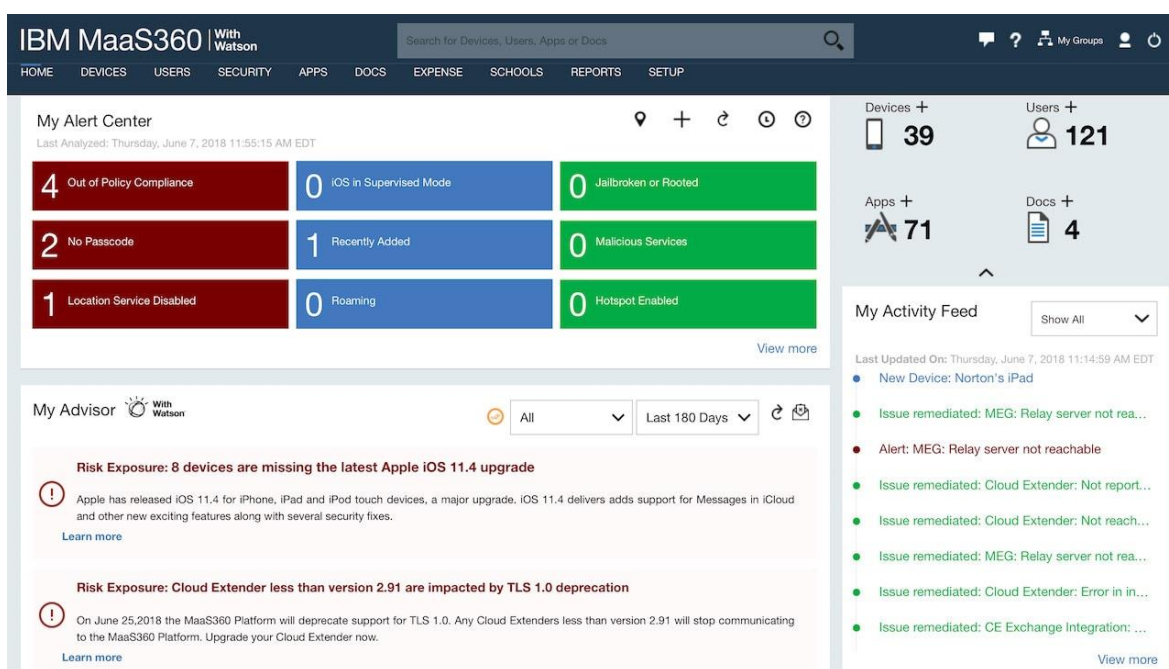 IBM MaaS360 With Watson
Search for Devices, Users, Apps or Docs
My Groups
HOME DEVICES USERS SECURITY APPS DOCS EXPENSE SCHOOLS REPORTS SETUP
My Alert Center
Last Analyzed: Thursday, June 7, 2018 11:55:15 AM EDT
4 Out of Policy Compliance
0 iOS in Supervised Mode
0 Jailbroken or Rooted
2 No Passcode
1 Recently Added
0 Malicious Services
1 Location Service Disabled
0 Roaming
0 Hotspot Enabled
View more
Devices +
39
Users +
121
Apps +
71
Docs +
4
My Advisor With Watson
All
Last 180 Days
Risk Exposure: 8 devices are missing the latest Apple iOS 11.4 upgrade
Apple has released iOS 11.4 for iPhone, iPad and iPod touch devices, a major upgrade. iOS 11.4 delivers adds support for Messages in iCloud
and other new exciting features along with several security fixes.
Learn more
Risk Exposure: Cloud Extender less than version 2.91 are impacted by TLS 1.0 deprecation
On June 25,2018 the MaaS360 Platform will deprecate support for TLS 1.0. Any Cloud Extenders less than version 2.91 will stop communicating
to the MaaS360 Platform. Upgrade your Cloud Extender now.
Learn more
My Activity Feed
Show All
Last Updated On: Thursday, June 7, 2018 11:14:59 AM EDT
New Device: Norton's iPad
Issue remediated: MEG: Relay server not rea...
Alert: MEG: Relay server not reachable
Issue remediated: Cloud Extender: Not report...
Issue remediated: Cloud Extender: Not reach...
Issue remediated: MEG: Relay server not rea...
Issue remediated: Cloud Extender: Error in in...
Issue remediated: CE Exchange Integration: ...
View more